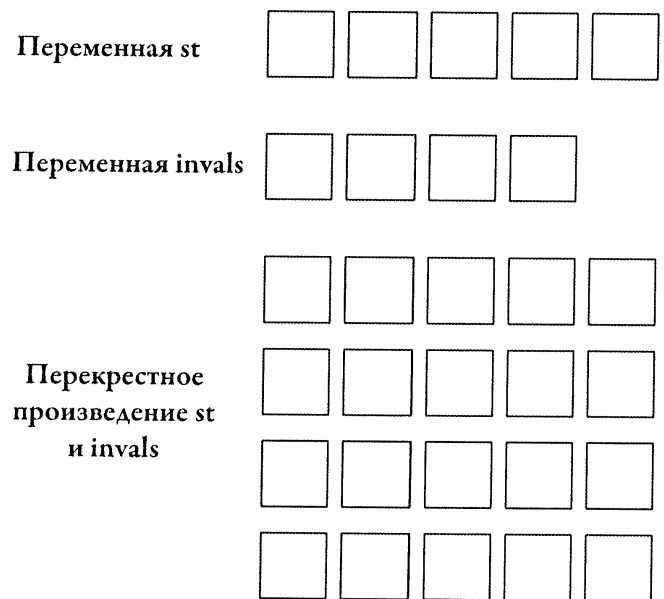 Переменная st
Переменная invals
Перекрестное
произведение st
и invals